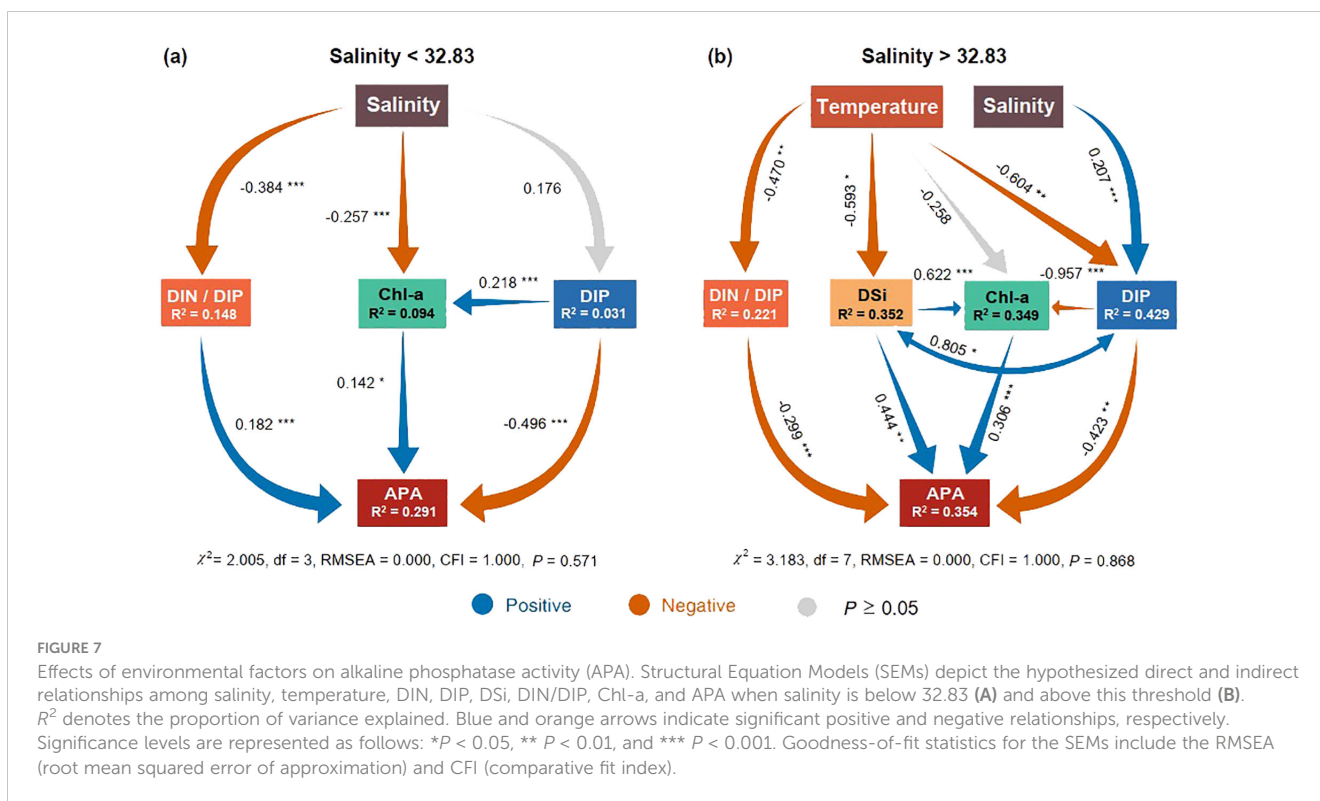 (a)
Salinity < 32.83
Salinity
-0.384 ***
-0.257 ***
0.176
DIN / DIP
R² = 0.148
Chl-a
R² = 0.094
0.218 ***
DIP
R² = 0.031
0.182 ***
0.142 *
-0.496 ***
APA
R² = 0.291
χ²= 2.005, df = 3, RMSEA = 0.000, CFI = 1.000, P = 0.571
(b)
Salinity > 32.83
Temperature
Salinity
-0.470 **
-0.593 *
-0.258
-0.604 **
0.207 ***
DIN / DIP
R² = 0.221
DSi
R² = 0.352
0.622 ***
Chl-a
R² = 0.349
-0.957 ***
DIP
R² = 0.429
0.805 *
-0.299 ***
0.444 **
0.306 ***
-0.423 **
APA
R² = 0.354
χ² = 3.183, df = 7, RMSEA = 0.000, CFI = 1.000, P = 0.868
Positive
Negative
P ≥ 0.05
FIGURE 7
Effects of environmental factors on alkaline phosphatase activity (APA). Structural Equation Models (SEMs) depict the hypothesized direct and indirect
relationships among salinity, temperature, DIN, DIP, DSi, DIN/DIP, Chl-a, and APA when salinity is below 32.83 (A) and above this threshold (B).
R² denotes the proportion of variance explained. Blue and orange arrows indicate significant positive and negative relationships, respectively.
Significance levels are represented as follows: *P < 0.05, ** P < 0.01, and *** P < 0.001. Goodness-of-fit statistics for the SEMs include the RMSEA
(root mean squared error of approximation) and CFI (comparative fit index).